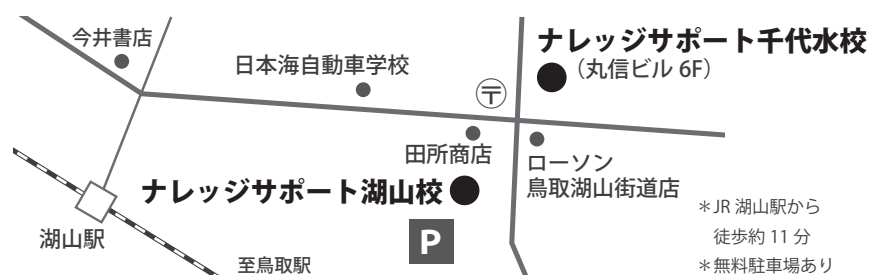 今井書店
日本海自動車学校
〒
ナレッジサポート千代水校
（丸信ビル 6F）
田所商店
ローソン
鳥取湖山街道店
ナレッジサポート湖山校
P
湖山駅
至鳥取駅
＊JR 湖山駅から
徒歩約 11 分
＊無料駐車場あり